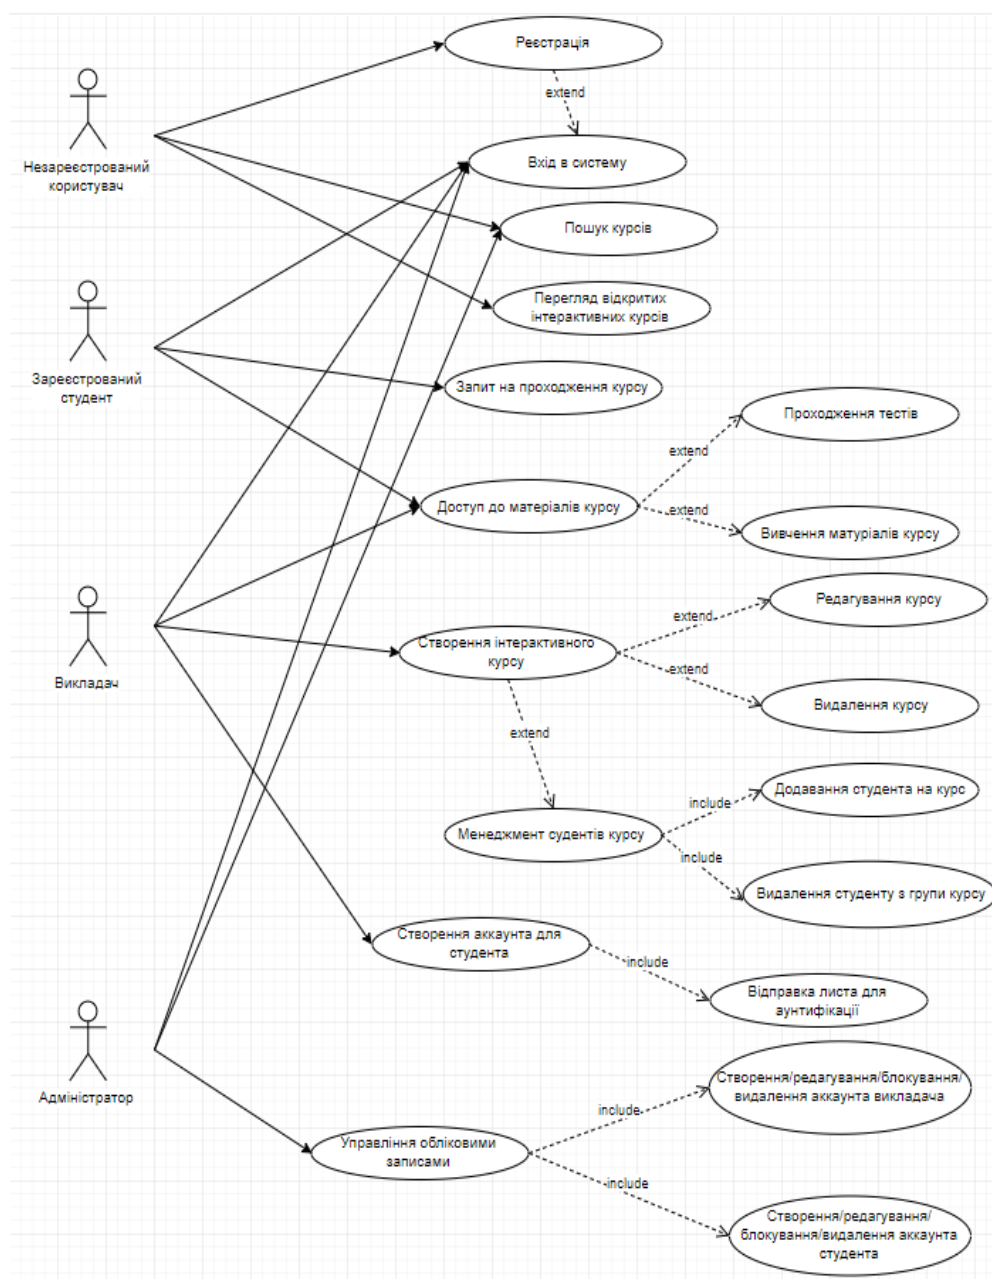 Реєстрація
extend
Незареєстрований
користувач
Вхід в систему
Пошук курсів
Перегляд відкритих
інтерактивних курсів
Зареєстрований
студент
Запит на проходження курсу
Проходження тестів
extend
Доступ до матеріалів курсу
extend
Вивчення матуріалів курсу
Редагування курсу
extend
Створення інтерактивного
курсу
extend
Викладач
Видалення курсу
extend
Додавання студента на курс
include
Менеджмент судентів курсу
include
Видалення студенту з групи курсу
Створення аккаунта для
студента
include
Відправка листа для
аунтифікації
Адміністратор
Створення/редагування/блокування/
видалення аккаунта викладача
include
Управління обліковими
записами
include
Створення/редагування/
блокування/видалення аккаунта
студента